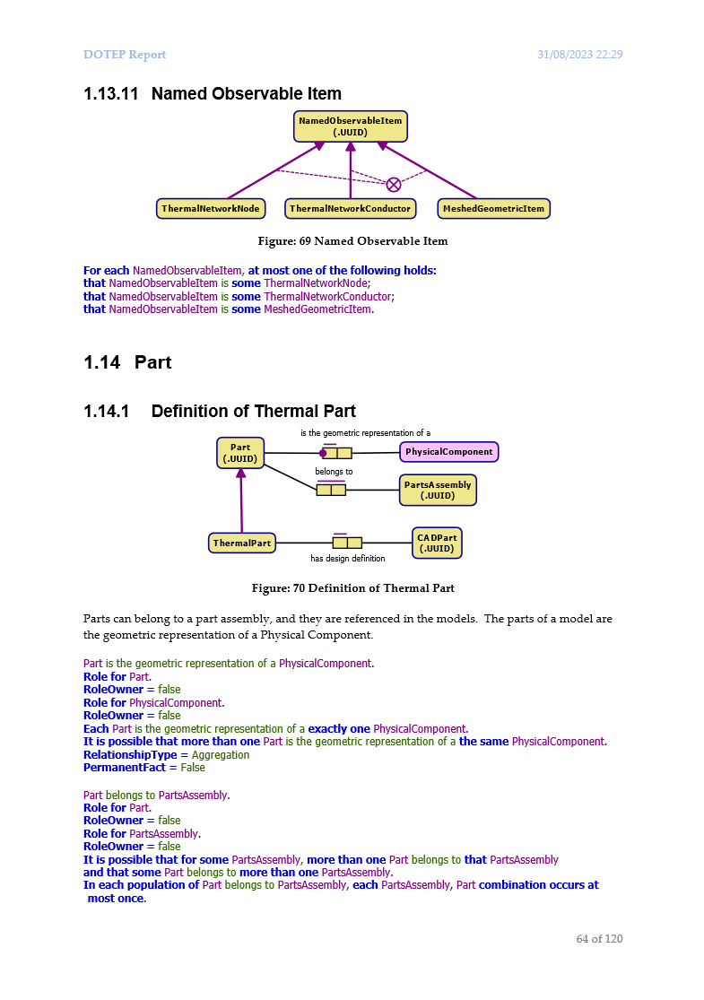 DOTEP Report 31/08/2023 22:29
1.13.11 Named Observable Item
NamedObservableItem
(.UUID)
ThermalNetworkNode ThermalNetworkConductor MeshedGeometricItem
Figure: 69 Named Observable Item
For each NamedObservableItem, at most one of the following holds:
that NamedObservableItem is some ThermalNetworkNode;
that NamedObservableItem is some ThermalNetworkConductor;
that NamedObservableItem is some MeshedGeometricItem.
1.14 Part
1.14.1 Definition of Thermal Part
is the geometric representation of a
Part
(.UUID)
PhysicalComponent
belongs to
PartsAssembly
(.UUID)
ThermalPart
CADPart
(.UUID)
has design definition
Figure: 70 Definition of Thermal Part
Parts can belong to a part assembly, and they are referenced in the models. The parts of a model are
the geometric representation of a Physical Component.
Part is the geometric representation of a PhysicalComponent.
Role for Part.
RoleOwner = false
Role for PhysicalComponent.
RoleOwner = false
Each Part is the geometric representation of a exactly one PhysicalComponent.
It is possible that more than one Part is the geometric representation of a the same PhysicalComponent.
RelationshipType = Aggregation
PermanentFact = False
Part belongs to PartsAssembly.
Role for Part.
RoleOwner = false
Role for PartsAssembly.
RoleOwner = false
It is possible that for some PartsAssembly, more than one Part belongs to that PartsAssembly
and that some Part belongs to more than one PartsAssembly.
In each population of Part belongs to PartsAssembly, each PartsAssembly, Part combination occurs at
most once.
64 of 120